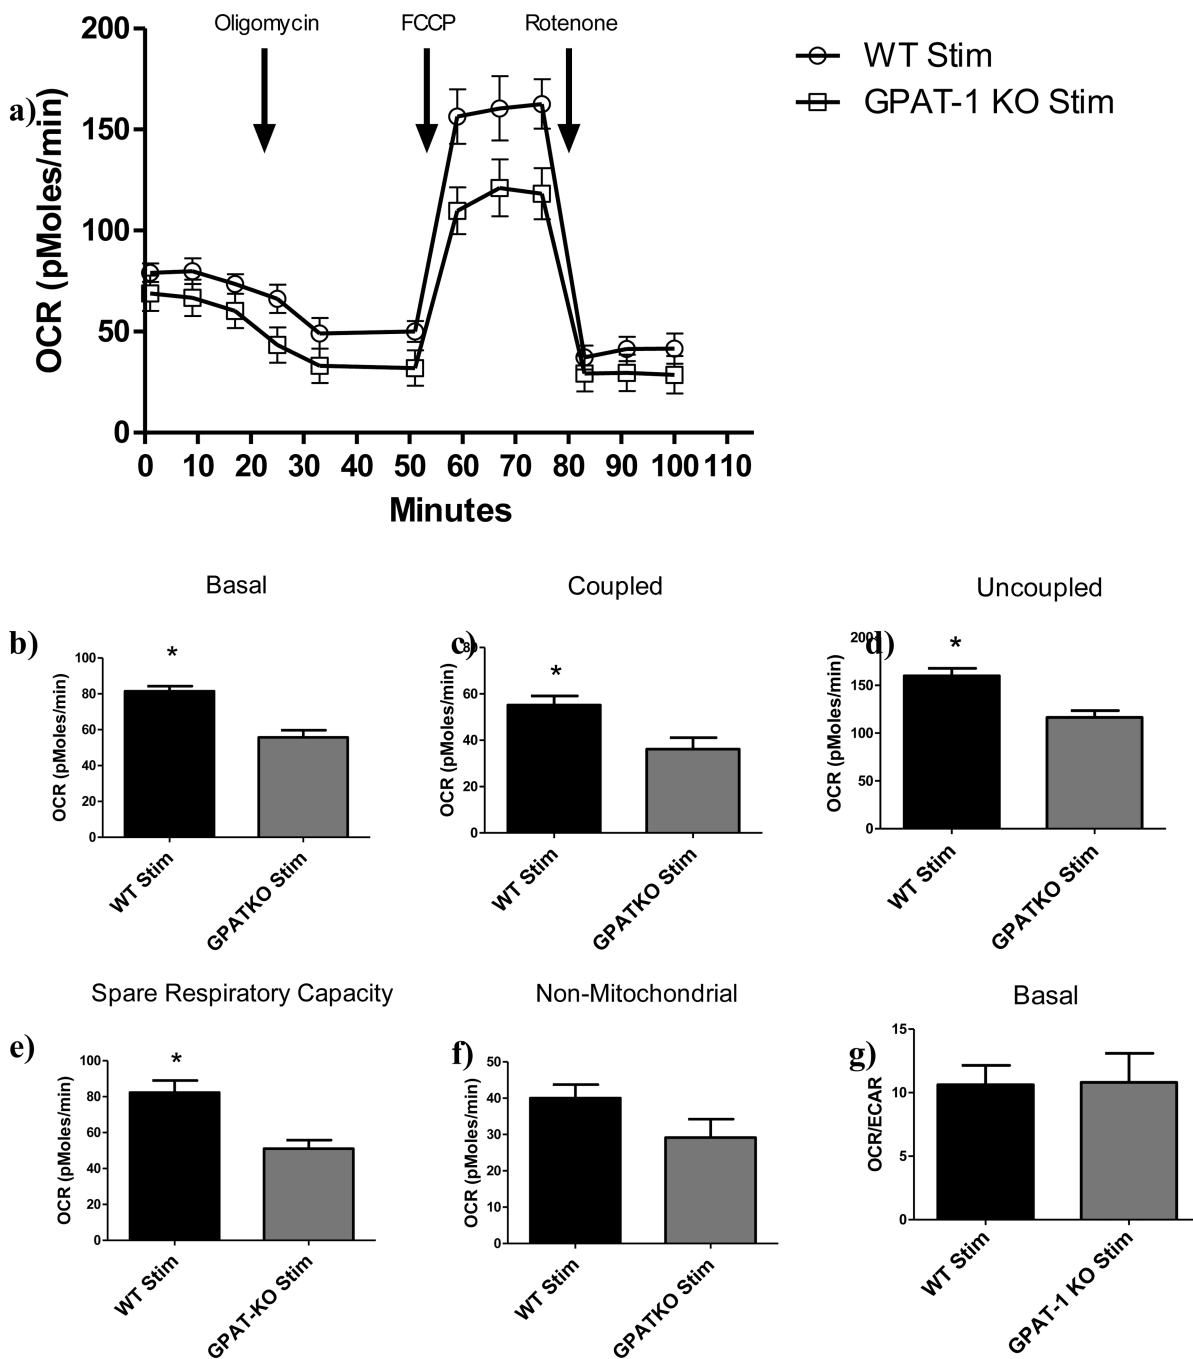 Oligomycin FCCP Rotenone
WT Stim
GPAT-1 KO Stim
a)
OCR (pMoles/min)
200
150
100
50
0
0 10 20 30 40 50 60 70 80 90 100 110
Minutes
Basal
b)
OCR (pMoles/min)
100
80
60
40
20
0
*
WT Stim
GPATKO Stim
Coupled
c)
OCR (pMoles/min)
80
60
40
20
0
*
WT Stim
GPATKO Stim
Uncoupled
d)
OCR (pMoles/min)
200
150
100
50
0
*
WT Stim
GPATKO Stim
Spare Respiratory Capacity
e)
OCR (pMoles/min)
100
80
60
40
20
0
*
WT Stim
GPAT-KO Stim
Non-Mitochondrial
f)
OCR (pMoles/min)
50
40
30
20
10
0
WT Stim
GPATKO Stim
Basal
g)
OCR/ECAR
15
10
5
0
WT Stim
GPAT-1 KO Stim